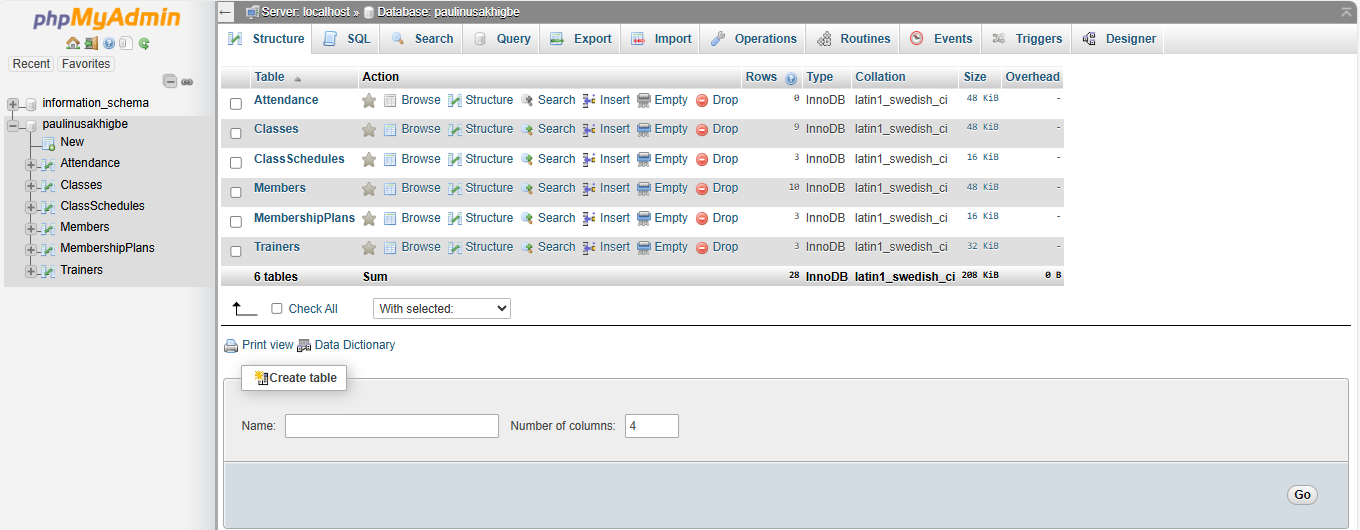 phpMyAdmin
Recent Favorites
information_schema
paulinusakhigbe
New
Attendance
Classes
ClassSchedules
Members
MembershipPlans
Trainers
Server: localhost » Database: paulinusakhigbe
Structure SQL Search Query Export Import Operations Routines Events Triggers Designer
Table Action Rows Type Collation Size Overhead
Attendance Browse Structure Search Insert Empty Drop 0 InnoDB latin1_swedish_ci 48 KiB -
Classes Browse Structure Search Insert Empty Drop 9 InnoDB latin1_swedish_ci 48 KiB -
ClassSchedules Browse Structure Search Insert Empty Drop 3 InnoDB latin1_swedish_ci 16 KiB -
Members Browse Structure Search Insert Empty Drop 10 InnoDB latin1_swedish_ci 48 KiB -
MembershipPlans Browse Structure Search Insert Empty Drop 3 InnoDB latin1_swedish_ci 16 KiB -
Trainers Browse Structure Search Insert Empty Drop 3 InnoDB latin1_swedish_ci 32 KiB -
6 tables Sum 28 InnoDB latin1_swedish_ci 208 KiB 0 B
Check All With selected:
Print view Data Dictionary
Create table
Name: Number of columns: 4
Go